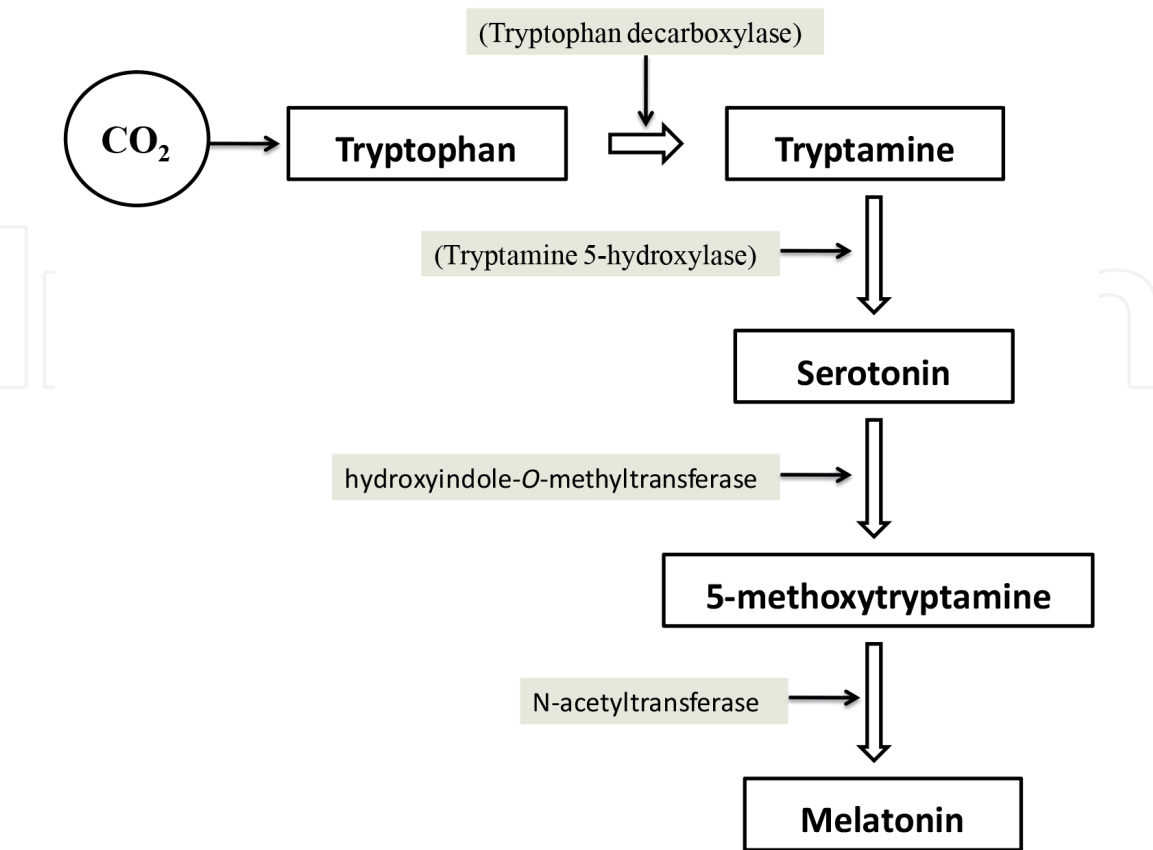 (Tryptophan decarboxylase)
CO₂
Tryptophan
Tryptamine
(Tryptamine 5-hydroxylase)
Serotonin
hydroxyindole-O-methyltransferase
5-methoxytryptamine
N-acetyltransferase
Melatonin